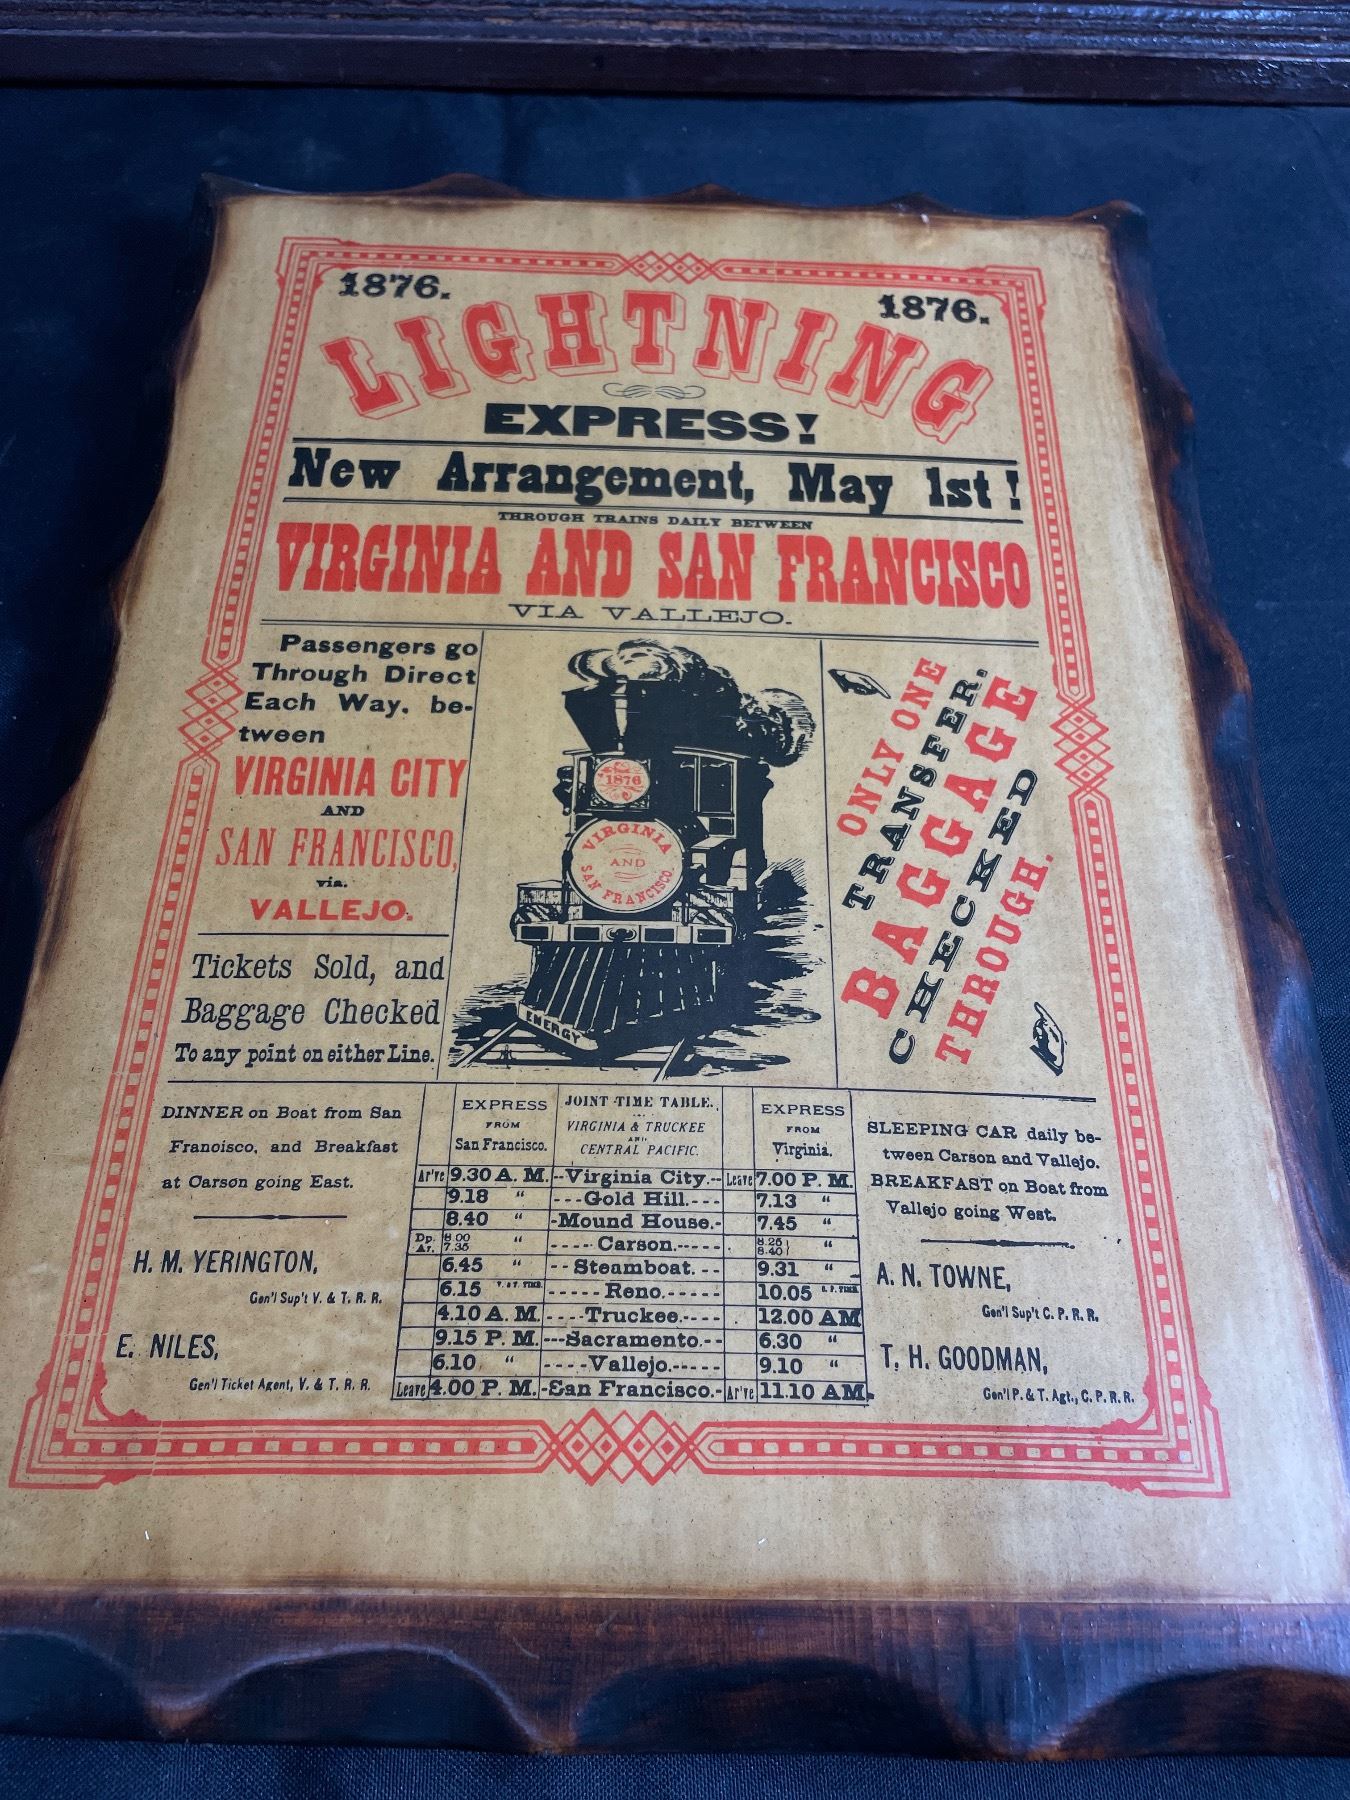 1876.
1876.
LIGHTNING
EXPRESS!
New Arrangement, May 1st!
THROUGH TRAINS DAILY BETWEEN
VIRGINIA AND SAN FRANCISCO
VIA VALLEJO.
Passengers go
Through Direct
Each Way, be-
tween
VIRGINIA CITY
AND
SAN FRANCISCO,
via.
VALLEJO.
Tickets Sold, and
Baggage Checked
To any point on either Line.
1876
VIRGINIA
AND
SAN FRANCISCO
ENERGY
ONLY ONE
TRANSFER.
BAGGAGE
CHECKED
THROUGH.
DINNER on Boat from San
Francisco, and Breakfast
at Carson going East.
H. M. YERINGTON,
Gen'l Sup't V. & T. R. R.
E. NILES,
Gen'l Ticket Agent, V. & T. R. R.
EXPRESS FROM San Francisco.
JOINT TIME TABLE. VIRGINIA & TRUCKEE AND CENTRAL PACIFIC.
EXPRESS FROM Virginia.
Ar've 9.30 A. M. --Virginia City.-- Leave 7.00 P. M.
9.18 " ---Gold Hill.--- 7.13 "
8.40 " -Mound House.- 7.45 "
Dp. 8.00 Ar. 7.35 " ----Carson.----- 8.25 8.40 "
6.45 " --Steamboat.-- 9.31 "
6.15 V. & T. TIME. -----Reno.----- 10.05 C. P. TIME.
4.10 A. M. ----Truckee.---- 12.00 AM
9.15 P. M. ---Sacramento.-- 6.30 "
6.10 " ----Vallejo.----- 9.10 "
Leave 4.00 P. M. -San Francisco.- Ar've 11.10 AM.
SLEEPING CAR daily be-
tween Carson and Vallejo.
BREAKFAST on Boat from
Vallejo going West.
A. N. TOWNE,
Gen'l Sup't C. P. R. R.
T. H. GOODMAN,
Gen'l P. & T. Agt., C. P. R. R.